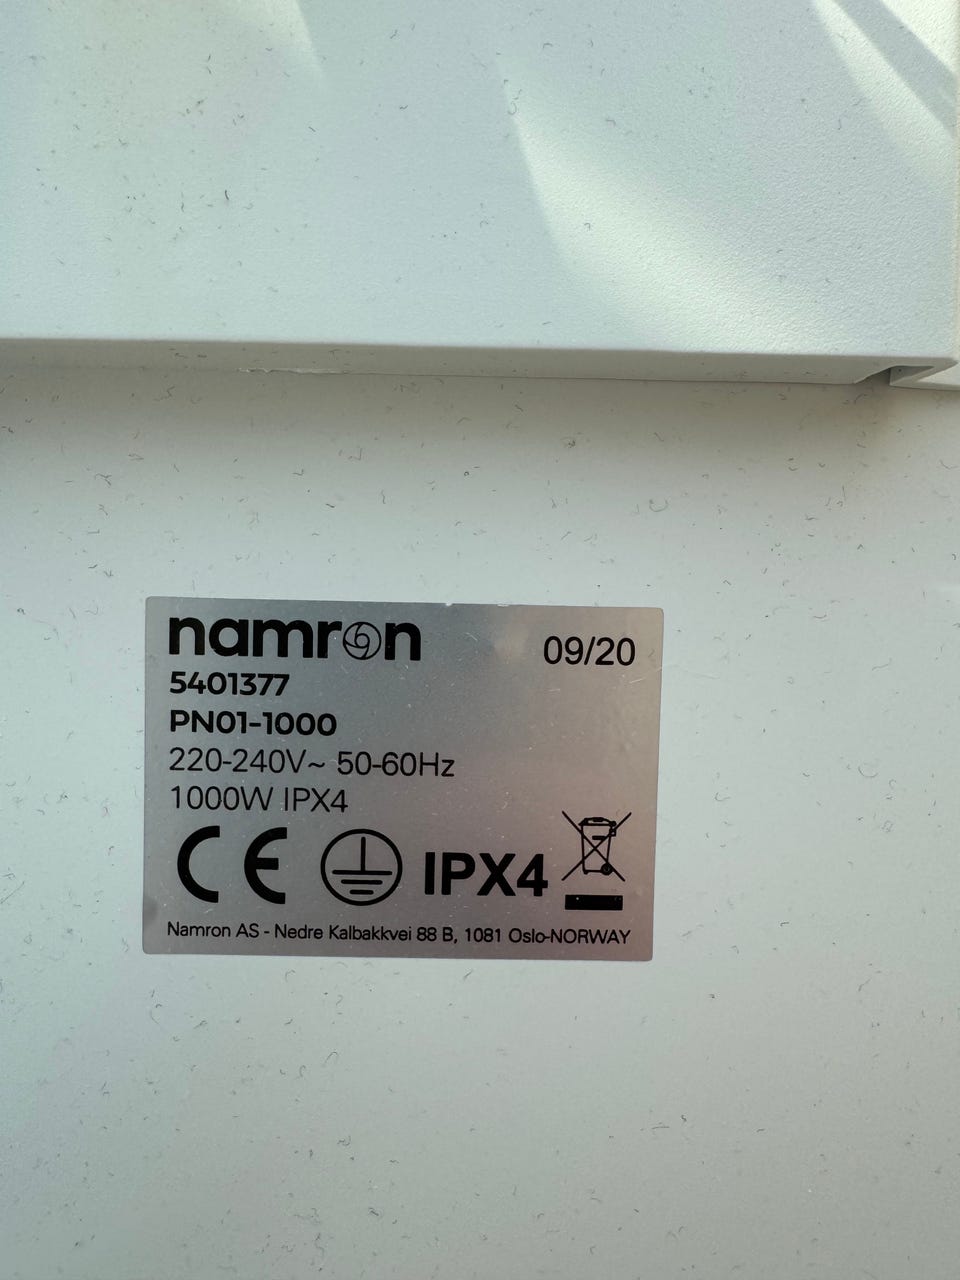 namron
09/20
5401377
PN01-1000
220-240V~ 50-60Hz
1000W IPX4
CE IPX4
Namron AS - Nedre Kalbakkvei 88 B, 1081 Oslo-NORWAY